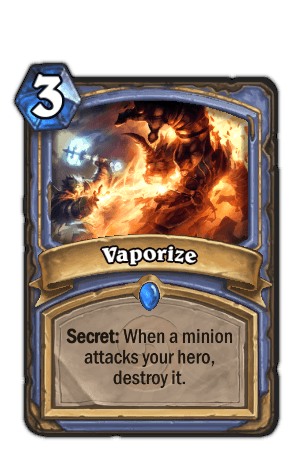 3
Vaporize
Secret: When a minion
attacks your hero,
destroy it.